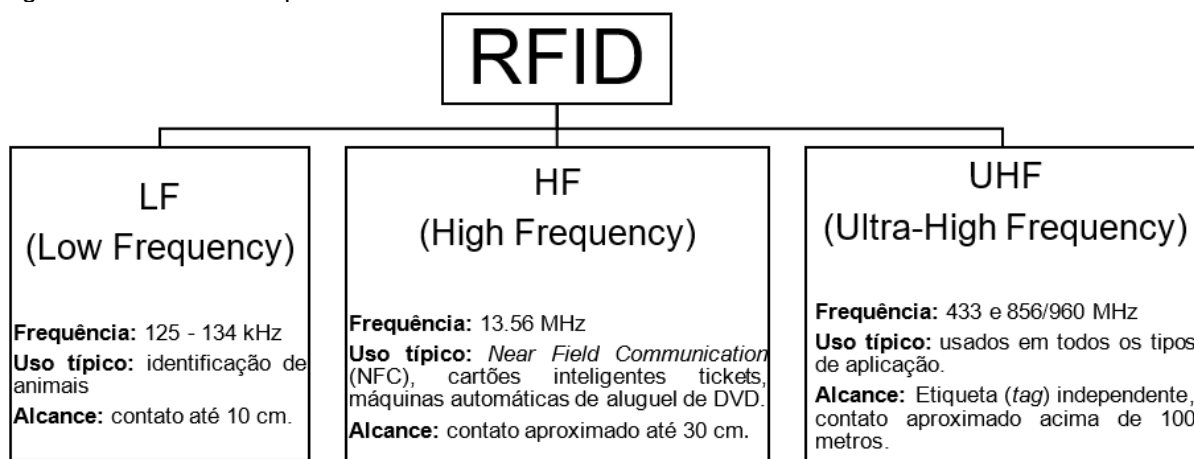 RFID
LF
(Low Frequency)
Frequência: 125 - 134 kHz
Uso típico: identificação de
animais
Alcance: contato até 10 cm.
HF
(High Frequency)
Frequência: 13.56 MHz
Uso típico: Near Field Communication
(NFC), cartões inteligentes tickets,
máquinas automáticas de aluguel de DVD.
Alcance: contato aproximado até 30 cm.
UHF
(Ultra-High Frequency)
Frequência: 433 e 856/960 MHz
Uso típico: usados em todos os tipos
de aplicação.
Alcance: Etiqueta (tag) independente,
contato aproximado acima de 100
metros.